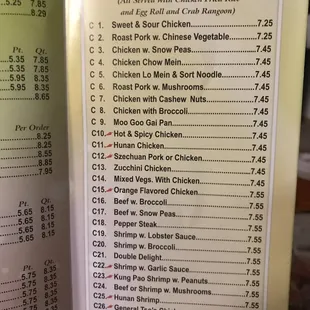 Pt. Qt.
5.35 7.85
5.35 7.85
5.95 8.65
and Egg Roll and Crab Rangoon)
C 1. Sweet & Sour Chicken 7.25
C 2. Roast Pork w. Chinese Vegetable 7.25
C 3. Chicken w. Snow Peas 7.45
C 4. Chicken Chow Mein 7.45
C 5. Chicken Lo Mein & Sort Noodle 7.45
C 6. Roast Pork w. Mushrooms 7.45
C 7. Chicken with Cashew Nuts 7.45
C 8. Chicken with Broccoli 7.45
C 9. Moo Goo Gai Pan 7.45
C10. Hot & Spicy Chicken 7.45
C11. Hunan Chicken 7.45
C12. Szechuan Pork or Chicken 7.45
C13. Zucchini Chicken 7.45
C14. Mixed Vegs. With Chicken 7.45
C15. Orange Flavored Chicken 7.55
C16. Beef w. Broccoli 7.55
C17. Beef w. Snow Peas 7.55
C18. Pepper Steak 7.55
C19. Shrimp w. Lobster Sauce 7.55
C20. Shrimp w. Broccoli 7.55
C21. Double Delight 7.55
C22. Shrimp w. Garlic Sauce 7.55
C23. Kung Pao Shrimp w. Peanuts 7.55
C24. Beef or Shrimp w. Mushrooms 7.55
C25. Hunan Shrimp 7.55
Per Order
8.25
8.25
Pt. Qt.
5.65 8.15
5.65 8.15
5.65 8.15
Pt. Qt.
5.75 8.35
5.75 8.35